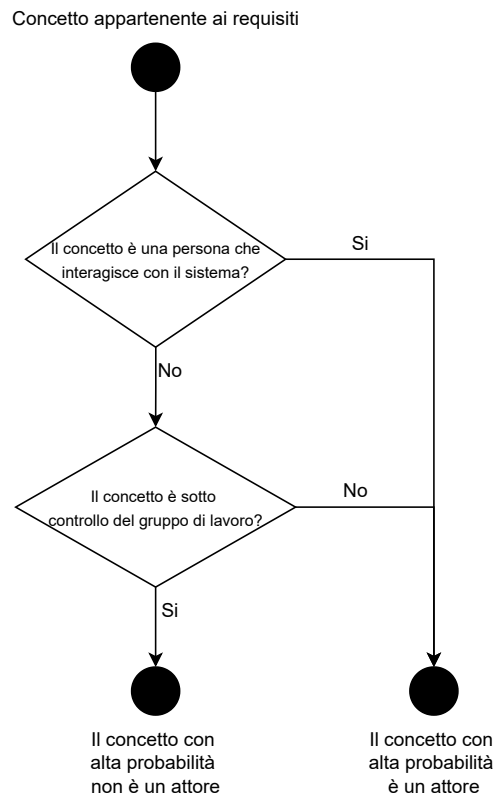 Concetto appartenente ai requisiti
Il concetto è una persona che
interagisce con il sistema?
Si
No
Il concetto è sotto
controllo del gruppo di lavoro?
No
Si
Il concetto con
alta probabilità
non è un attore
Il concetto con
alta probabilità
è un attore